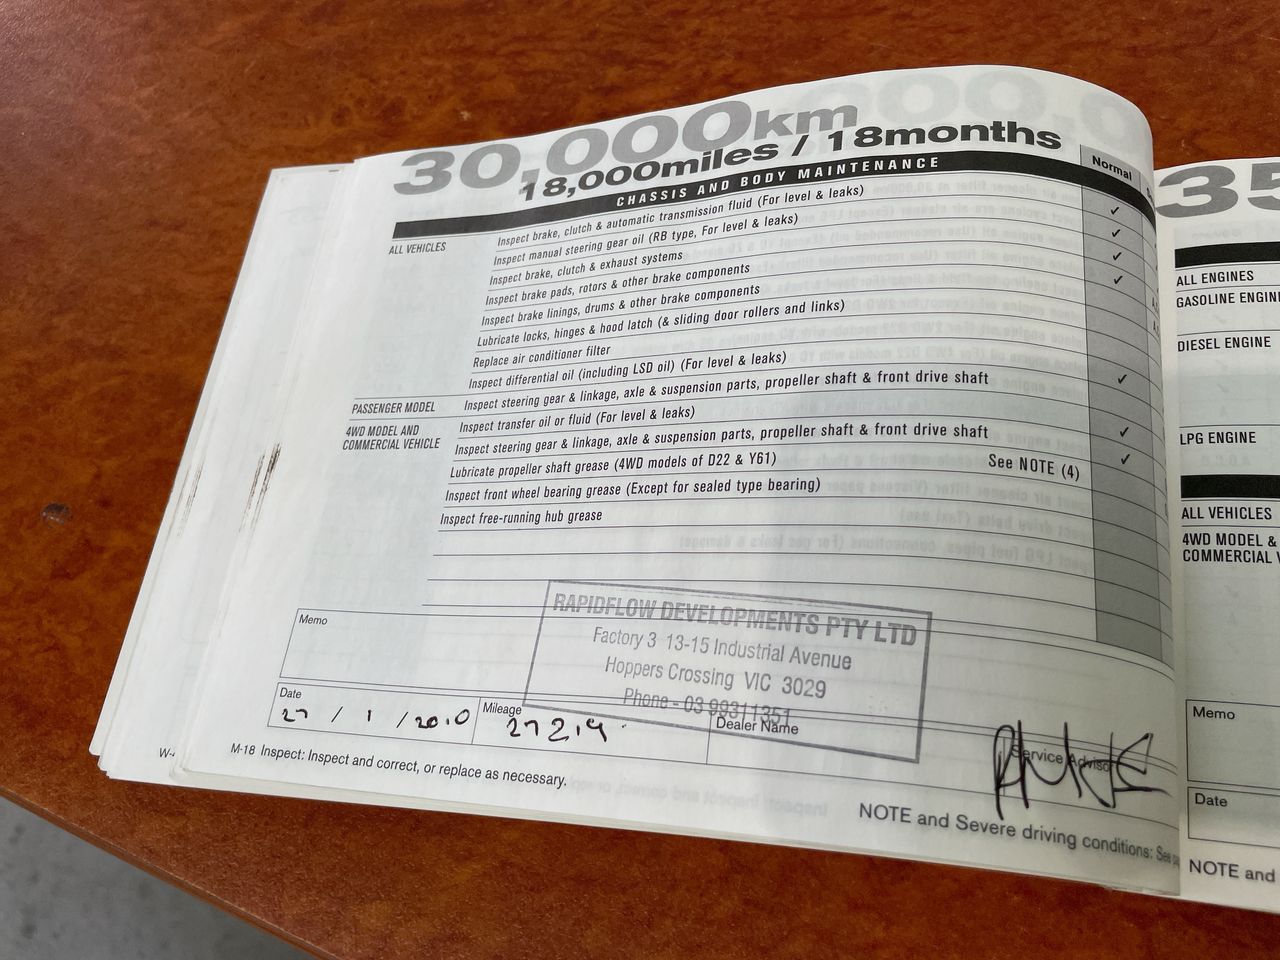 30,000km
18,000miles / 18months
CHASSIS AND BODY MAINTENANCE
Normal
ALL VEHICLES
Inspect brake, clutch & automatic transmission fluid (For level & leaks) ✓
Inspect manual steering gear oil (RB type, For level & leaks) ✓
Inspect brake, clutch & exhaust systems ✓
Inspect brake pads, rotors & other brake components ✓
Inspect brake linings, drums & other brake components
Lubricate locks, hinges & hood latch (& sliding door rollers and links)
Replace air conditioner filter
Inspect differential oil (including LSD oil) (For level & leaks) ✓
PASSENGER MODEL
Inspect steering gear & linkage, axle & suspension parts, propeller shaft & front drive shaft
4WD MODEL AND
COMMERCIAL VEHICLE
Inspect transfer oil or fluid (For level & leaks) ✓
Inspect steering gear & linkage, axle & suspension parts, propeller shaft & front drive shaft ✓
Lubricate propeller shaft grease (4WD models of D22 & Y61) See NOTE (4)
Inspect front wheel bearing grease (Except for sealed type bearing)
Inspect free-running hub grease
RAPIDFLOW DEVELOPMENTS PTY LTD
Factory 3 13-15 Industrial Avenue
Hoppers Crossing VIC 3029
Phone - 03 99311351
Memo
Date
27 / 1 / 2010
Mileage
Dealer Name
Service Advisor
M-18 Inspect: Inspect and correct, or replace as necessary.
NOTE and Severe driving conditions: See
35
ALL ENGINES
GASOLINE ENGINE
DIESEL ENGINE
LPG ENGINE
ALL VEHICLES
4WD MODEL &
COMMERCIAL
Memo
Date
NOTE and